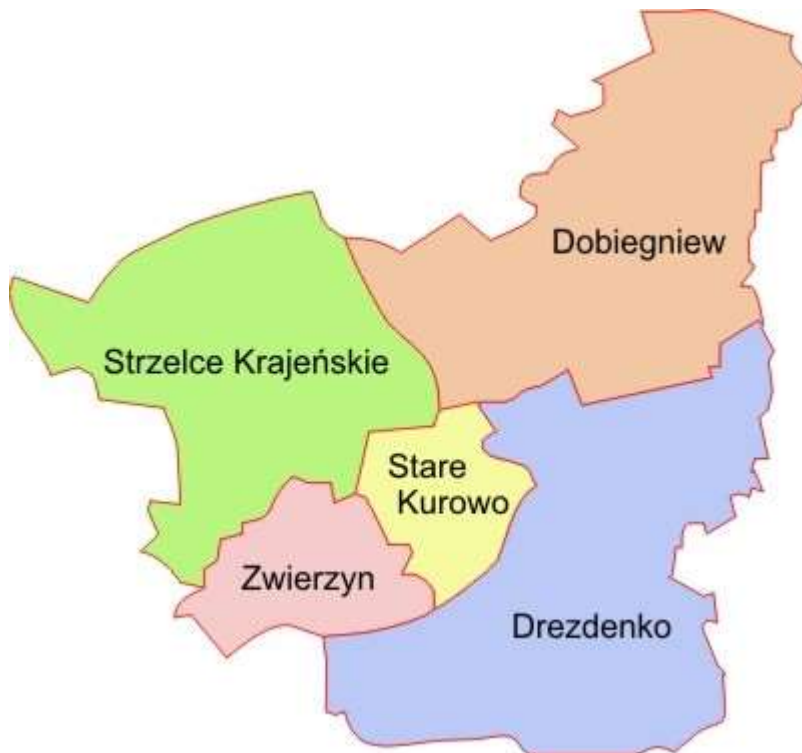 Dobiegniew
Strzelce Krajeńskie
Stare
Kurowo
Zwierzyn
Drezdenko